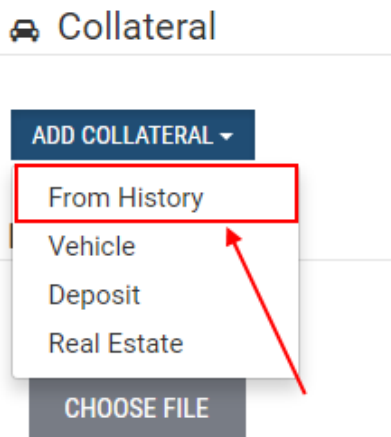 Collateral
ADD COLLATERAL
From History
Vehicle
Deposit
Real Estate
CHOOSE FILE